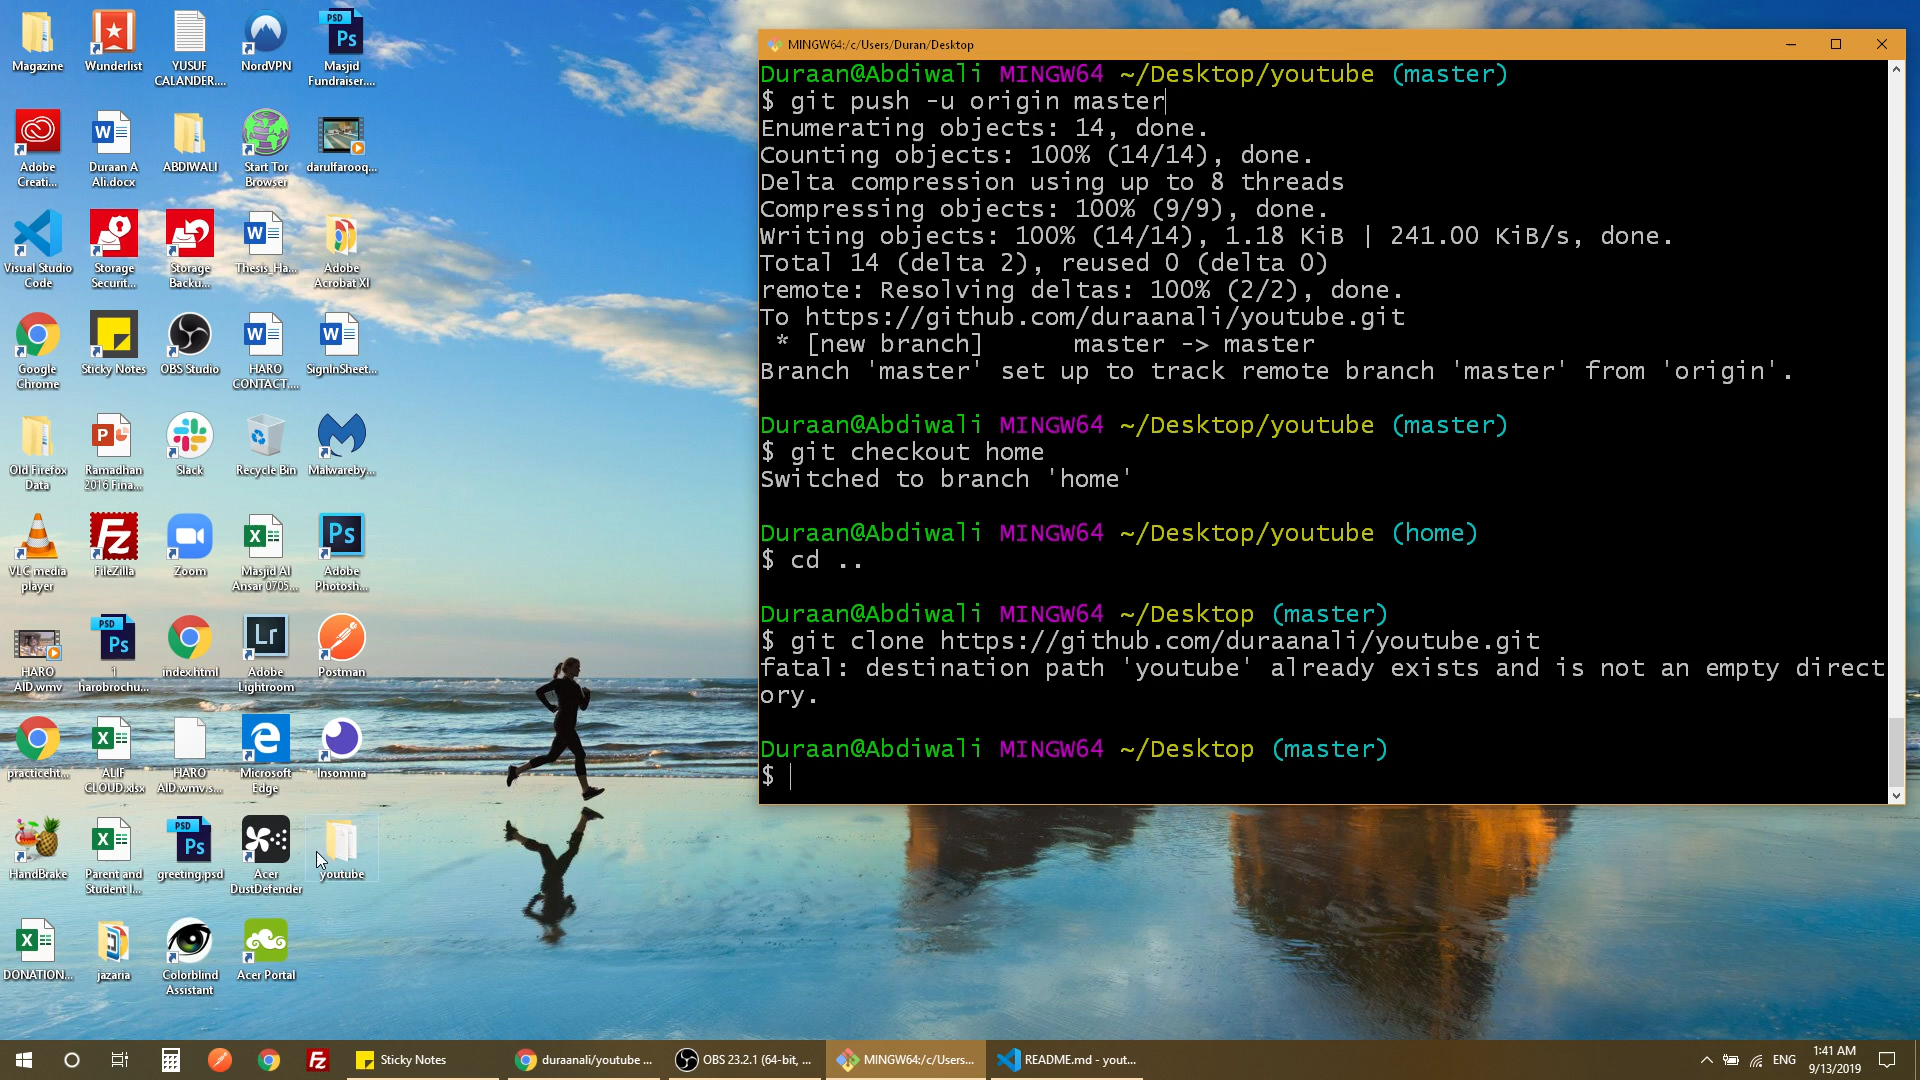 Magazine
Wunderlist
YUSUF CALANDER....
NordVPN
Masjid Fundraiser....
Adobe Creati...
Duraan A Ali.docx
ABDIWALI
Start Tor Browser
darulfarooq...
Visual Studio Code
Storage Securit...
Storage Backu...
Thesis_Ha...
Adobe Acrobat XI
Google Chrome
Sticky Notes
OBS Studio
HARO CONTACT....
SignInSheet...
Old Firefox Data
Ramadhan 2016 Fina...
Slack
Recycle Bin
Malwareby...
VLC media player
FileZilla
Zoom
Masjid Al Ansar 0705...
Adobe Photosh...
HARO AID.wmv
1 harobrochu...
index.html
Adobe Lightroom
Postman
practiceht...
ALIF CLOUD.xlsx
HARO AID.wmv.s...
Microsoft Edge
Insomnia
HandBrake
Parent and Student I...
greeting.psd
Acer DustDefender
youtube
DONATION...
jazaria
Colorblind Assistant
Acer Portal
MINGW64:/c/Users/Duran/Desktop
Duraan@Abdiwali MINGW64 ~/Desktop/youtube (master)
$ git push -u origin master
Enumerating objects: 14, done.
Counting objects: 100% (14/14), done.
Delta compression using up to 8 threads
Compressing objects: 100% (9/9), done.
Writing objects: 100% (14/14), 1.18 KiB | 241.00 KiB/s, done.
Total 14 (delta 2), reused 0 (delta 0)
remote: Resolving deltas: 100% (2/2), done.
To https://github.com/duraanali/youtube.git
* [new branch]      master -> master
Branch 'master' set up to track remote branch 'master' from 'origin'.
Duraan@Abdiwali MINGW64 ~/Desktop/youtube (master)
$ git checkout home
Switched to branch 'home'
Duraan@Abdiwali MINGW64 ~/Desktop/youtube (home)
$ cd ..
Duraan@Abdiwali MINGW64 ~/Desktop (master)
$ git clone https://github.com/duraanali/youtube.git
fatal: destination path 'youtube' already exists and is not an empty direct
ory.
Duraan@Abdiwali MINGW64 ~/Desktop (master)
$
Sticky Notes
duraanali/youtube ...
OBS 23.2.1 (64-bit, ...
MINGW64:/c/Users...
README.md - yout...
ENG
1:41 AM
9/13/2019